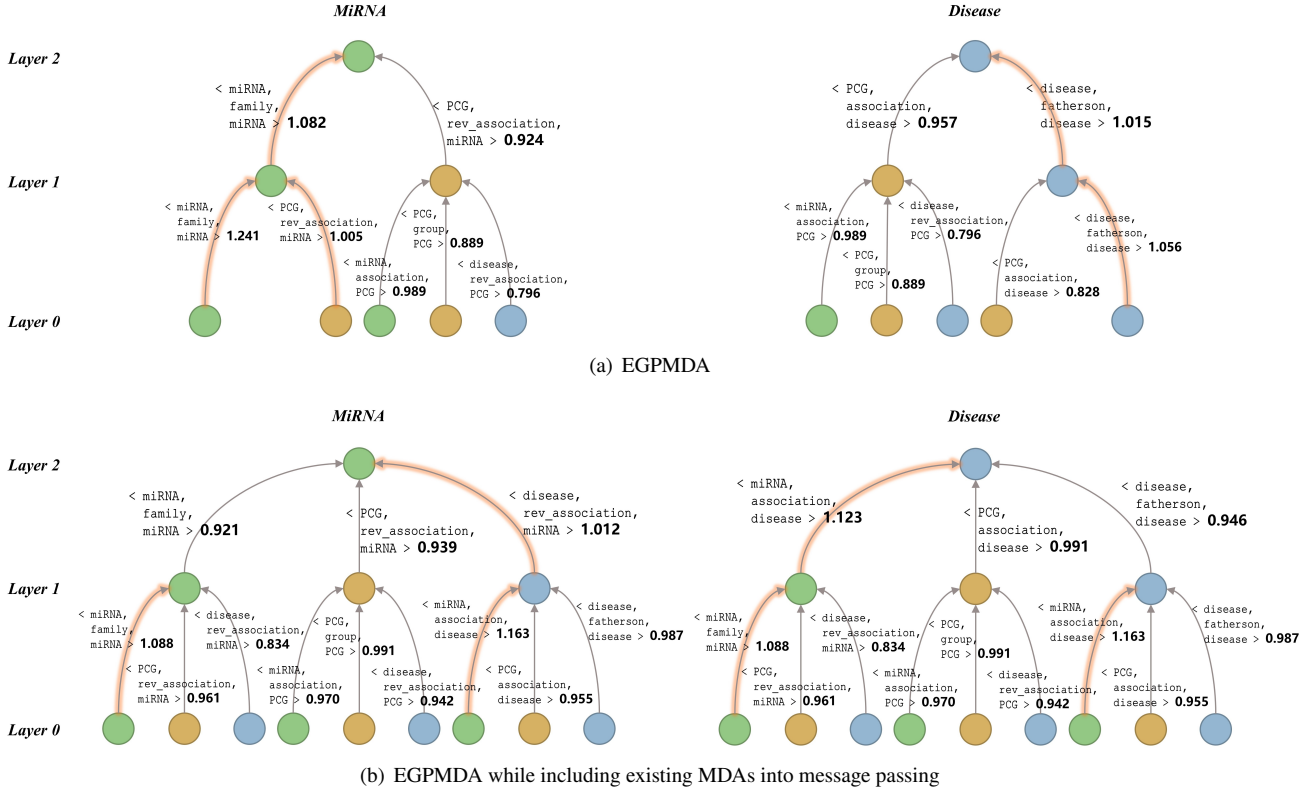 MiRNA
Disease
Layer 2
< miRNA,
family,
miRNA > 1.082
< PCG,
rev_association,
miRNA > 0.924
< PCG,
association,
disease > 0.957
< disease,
fatherson,
disease > 1.015
Layer 1
< miRNA,
family,
miRNA > 1.241
< PCG,
rev_association,
miRNA > 1.005
< PCG,
group,
PCG > 0.889
< miRNA,
association,
PCG > 0.989
< disease,
rev_association,
PCG > 0.796
< miRNA,
association,
PCG > 0.989
< disease,
rev_association,
PCG > 0.796
< PCG,
group,
PCG > 0.889
< PCG,
association,
disease > 0.828
< disease,
fatherson,
disease > 1.056
Layer 0
(a) EGPMDA
MiRNA
Disease
Layer 2
< miRNA,
family,
miRNA > 0.921
< PCG,
rev_association,
miRNA > 0.939
< disease,
rev_association,
miRNA > 1.012
< miRNA,
association,
disease > 1.123
< PCG,
association,
disease > 0.991
< disease,
fatherson,
disease > 0.946
Layer 1
< miRNA,
family,
miRNA > 1.088
< disease,
rev_association,
miRNA > 0.834
< PCG,
rev_association,
miRNA > 0.961
< PCG,
group,
PCG > 0.991
< miRNA,
association,
PCG > 0.970
< disease,
rev_association,
PCG > 0.942
< miRNA,
association,
disease > 1.163
< disease,
fatherson,
disease > 0.987
< PCG,
association,
disease > 0.955
< miRNA,
family,
miRNA > 1.088
< disease,
rev_association,
miRNA > 0.834
< PCG,
rev_association,
miRNA > 0.961
< PCG,
group,
PCG > 0.991
< miRNA,
association,
PCG > 0.970
< disease,
rev_association,
PCG > 0.942
< miRNA,
association,
disease > 1.163
< disease,
fatherson,
disease > 0.987
< PCG,
association,
disease > 0.955
Layer 0
(b) EGPMDA while including existing MDAs into message passing